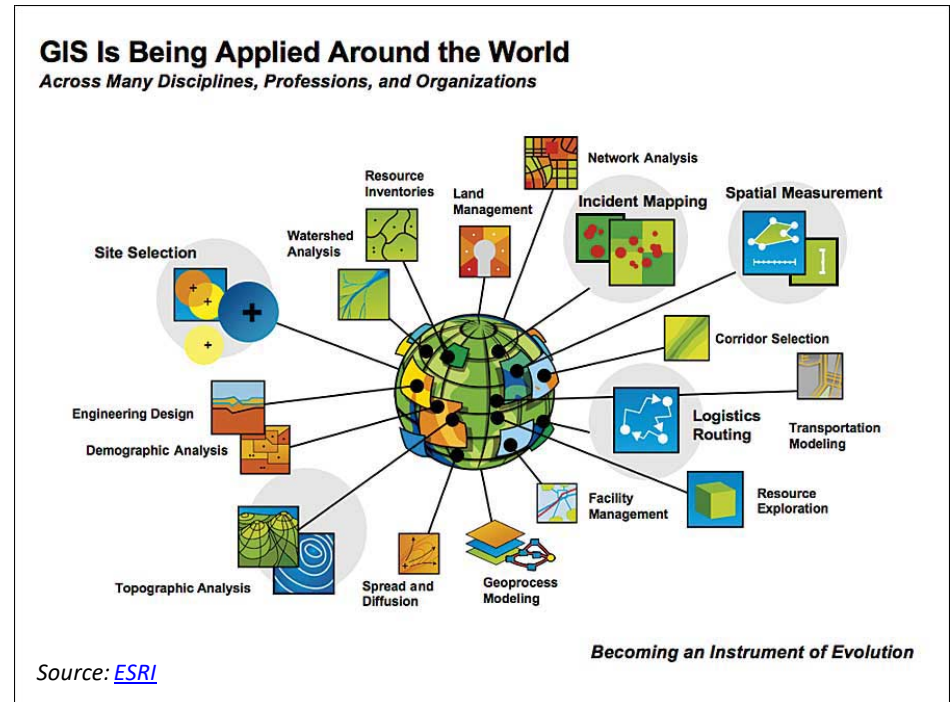 GIS Is Being Applied Around the World
Across Many Disciplines, Professions, and Organizations
Network Analysis
Resource
Inventories
Land
Management
Incident Mapping
Spatial Measurement
Watershed
Analysis
Site Selection
Corridor Selection
Engineering Design
Demographic Analysis
Logistics
Routing
Transportation
Modeling
Resource
Exploration
Facility
Management
Topographic Analysis
Spread and
Diffusion
Geoprocess
Modeling
Becoming an Instrument of Evolution
Source: ESRI